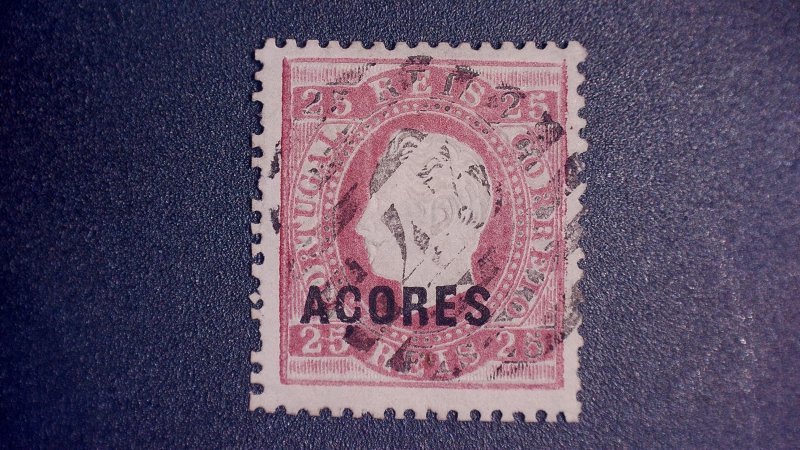 25 REIS 25
PORTUGAL
CORREIO
ACORES
25 REIS 25